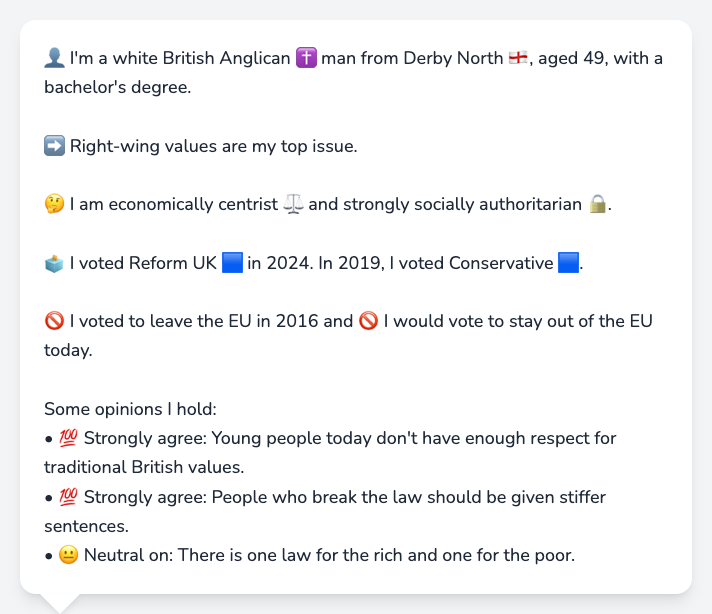 👤 I'm a white British Anglican ✝️ man from Derby North 🏴󠁧󠁢󠁥󠁮󠁧󠁿, aged 49, with a
bachelor's degree.
➡️ Right-wing values are my top issue.
🤔 I am economically centrist ⚖️ and strongly socially authoritarian 🔒.
🗳️ I voted Reform UK 🟦 in 2024. In 2019, I voted Conservative 🟦.
🚫 I voted to leave the EU in 2016 and 🚫 I would vote to stay out of the EU
today.
Some opinions I hold:
• 💯 Strongly agree: Young people today don't have enough respect for
traditional British values.
• 💯 Strongly agree: People who break the law should be given stiffer
sentences.
• 😐 Neutral on: There is one law for the rich and one for the poor.